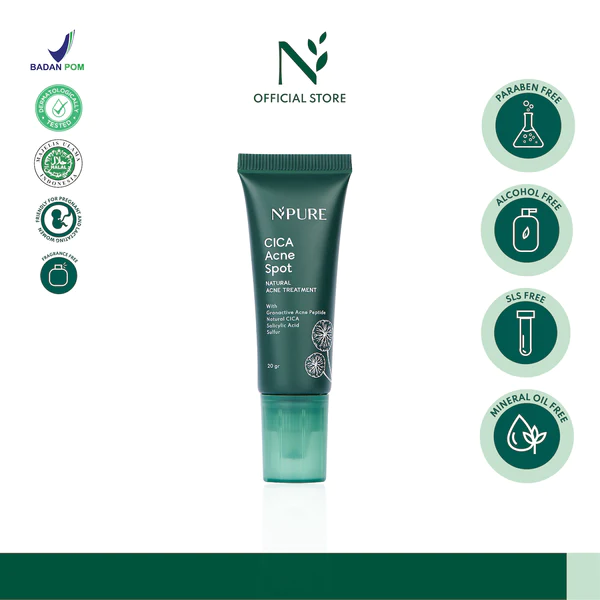 BADAN POM
DERMATOLOGICALLY TESTED
MAJELIS ULAMA INDONESIA
HALAL
FRIENDLY FOR PREGNANT AND LACTATING WOMEN
FRAGRANCE FREE
N
OFFICIAL STORE
NPURE
CICA
Acne
Spot
NATURAL
ACNE TREATMENT
With
Granactive Acne Peptide
Natural CICA
Salicylic Acid
Sulfur
20 gr
PARABEN FREE
ALCOHOL FREE
SLS FREE
MINERAL OIL FREE